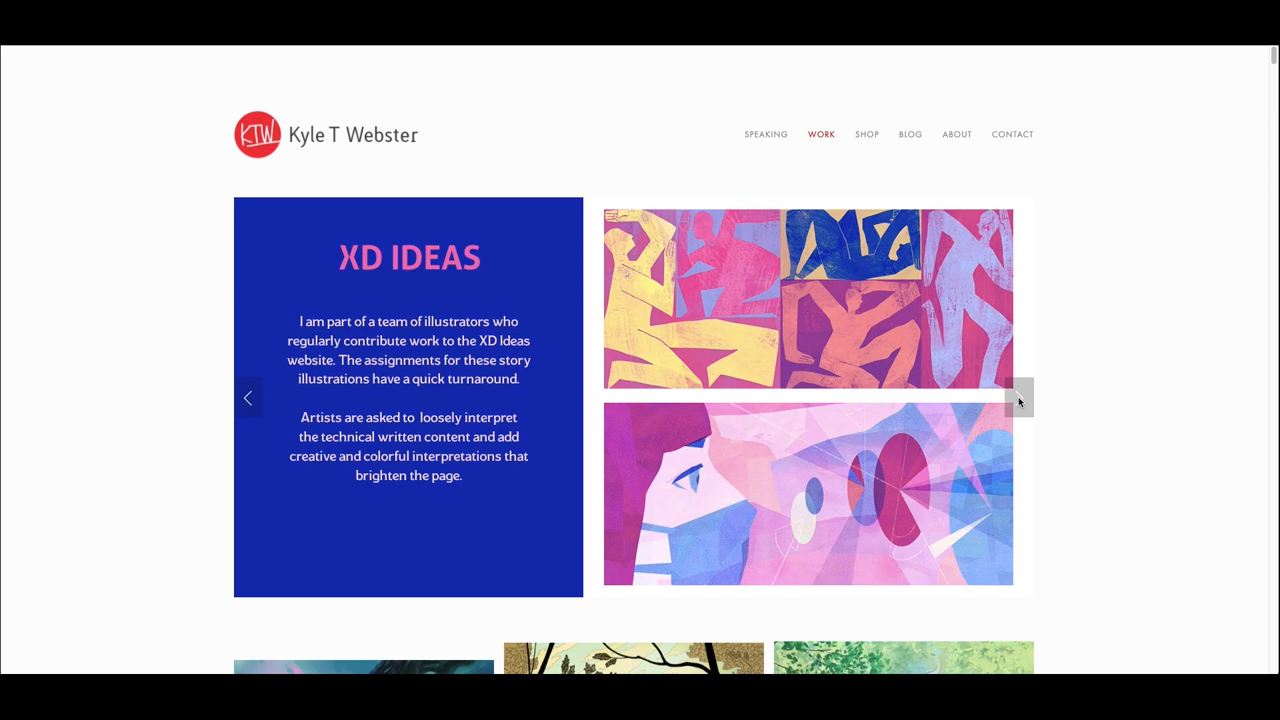 KTW Kyle T Webster
SPEAKING WORK SHOP BLOG ABOUT CONTACT
XD IDEAS
I am part of a team of illustrators who
regularly contribute work to the XD Ideas
website. The assignments for these story
illustrations have a quick turnaround.
Artists are asked to loosely interpret
the technical written content and add
creative and colorful interpretations that
brighten the page.